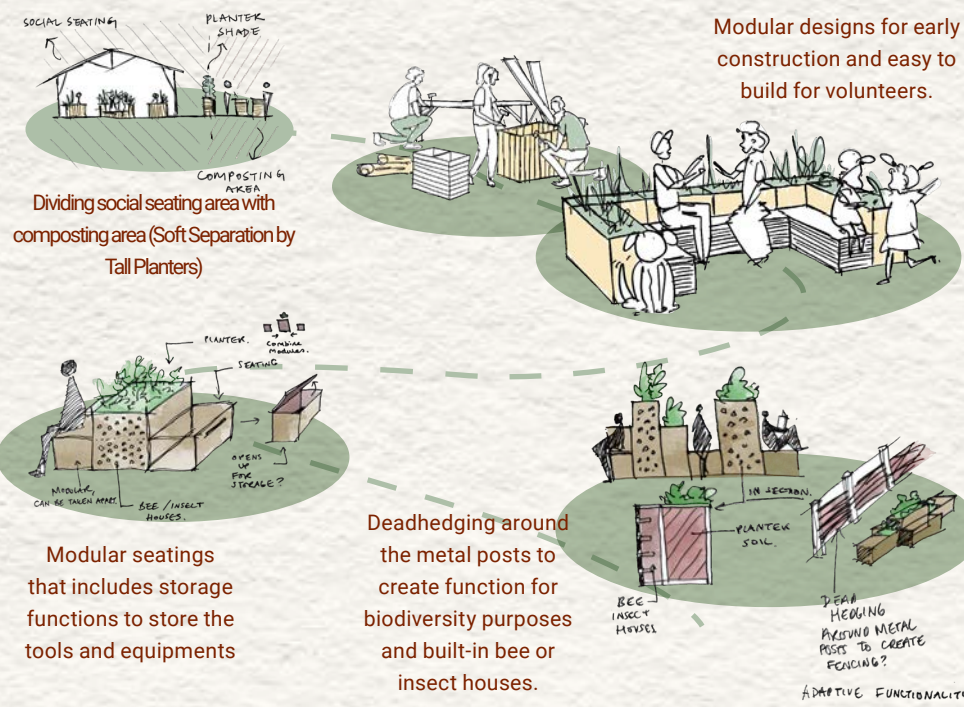 SOCIAL SEATING
PLANTER
SHADE
COMPOSTING
AREA
Dividing social seating area with
composting area (Soft Separation by
Tall Planters)
Modular designs for early
construction and easy to
build for volunteers.
PLANTER.
COMBINE
MODULES.
SEATING
OPENS
UP
FOR
STORAGE?
MODULAR,
CAN BE TAKEN APART.
BEE / INSECT
HOUSES.
Modular seatings
that includes storage
functions to store the
tools and equipments
Deadhedging around
the metal posts to
create function for
biodiversity purposes
and built-in bee or
insect houses.
IN SECTION.
PLANTER
SOIL.
BEE
INSECT
HOUSES
DEAD
HEDGING
AROUND METAL
POSTS TO CREATE
FENCING?
ADAPTIVE FUNCTIONALIT